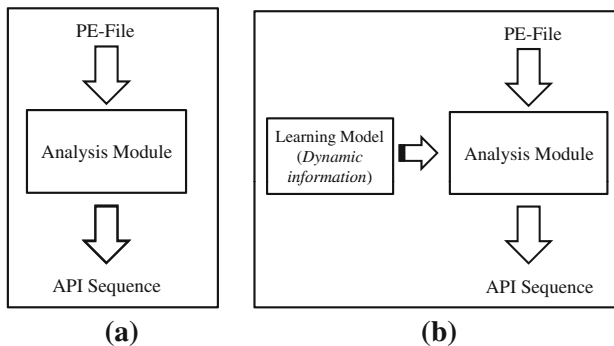 PE-File
Analysis Module
API Sequence
(a)
PE-File
Learning Model
(Dynamic
information)
Analysis Module
API Sequence
(b)